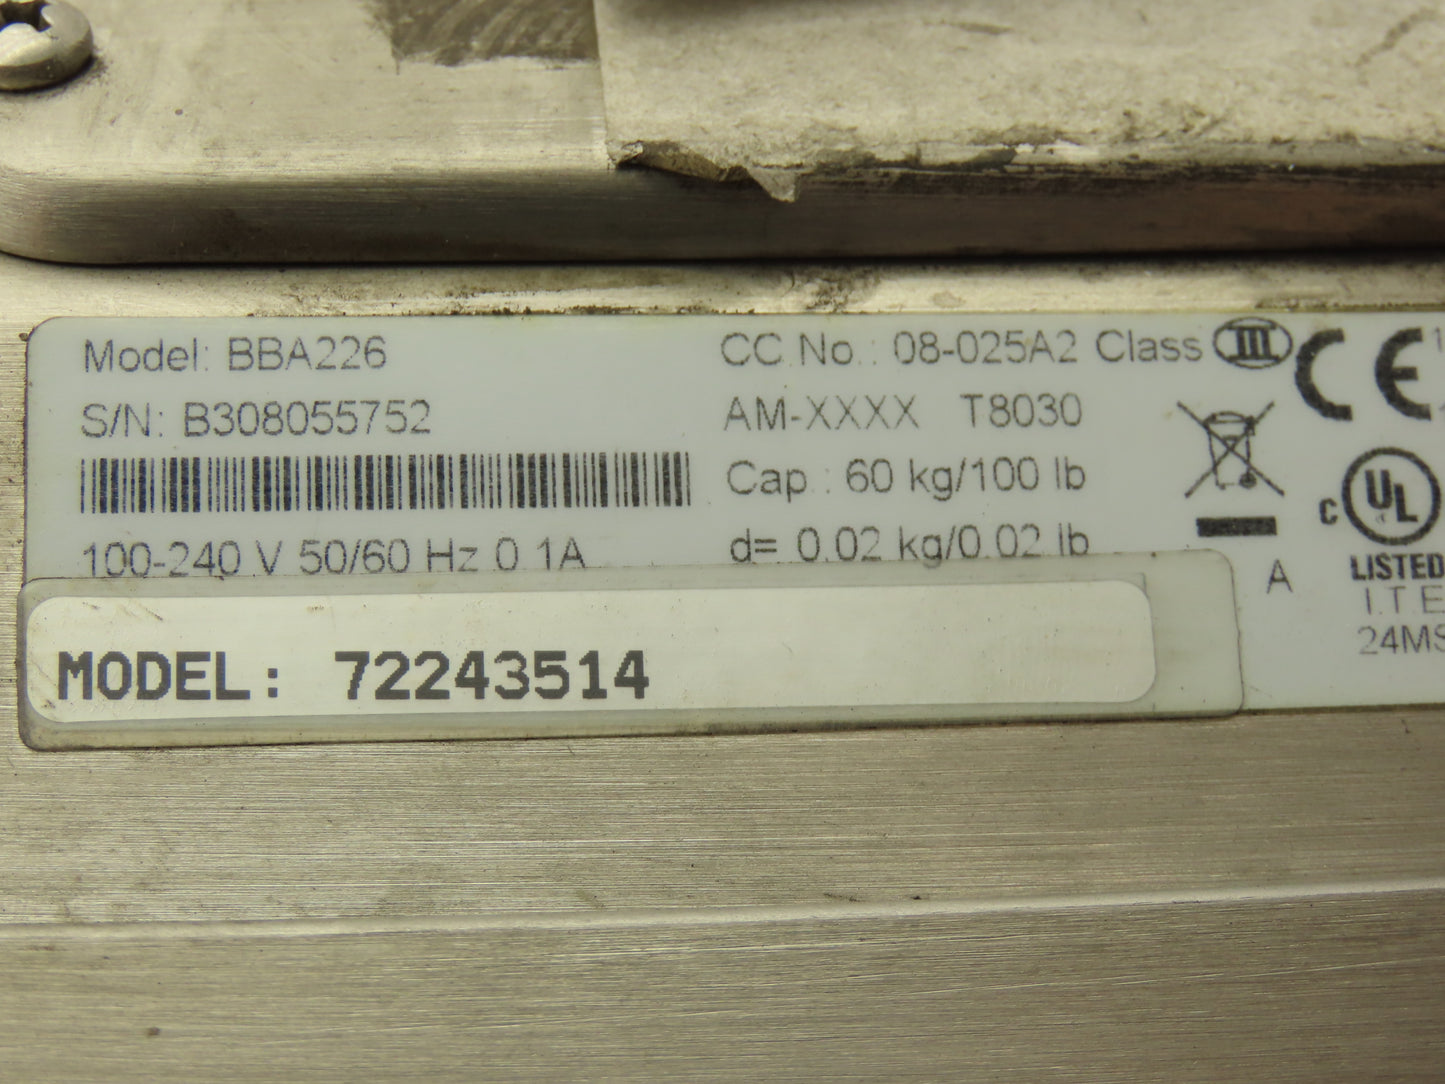 Model: BBA226
S/N: B308055752
100-240 V 50/60 Hz 0.1A
CC No.: 08-025A2 Class III
AM-XXXX T8030
Cap.: 60 kg/100 lb
d= 0.02 kg/0.02 lb
CE
A
C UL
LISTED
I.T.E
MODEL: 72243514